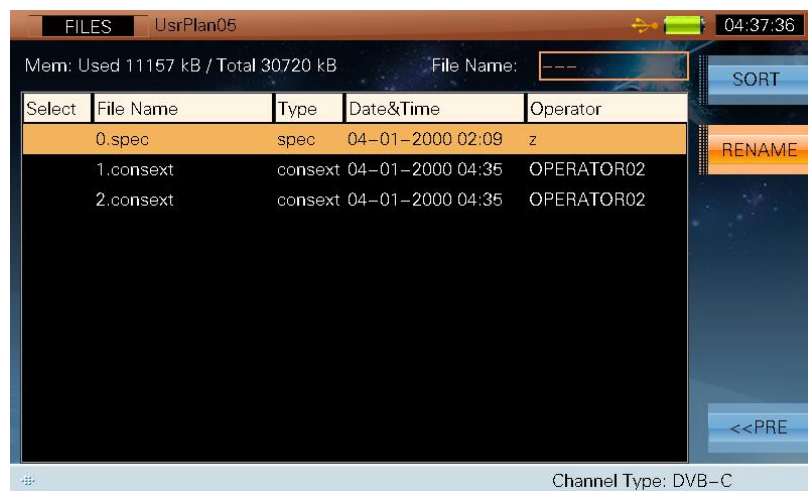 FILES UsrPlan05 04:37:36
Mem: Used 11157 kB / Total 30720 kB File Name: --- SORT
Select File Name Type Date&Time Operator
0.spec spec 04-01-2000 02:09 z
RENAME
1.consext consext 04-01-2000 04:35 OPERATOR02
2.consext consext 04-01-2000 04:35 OPERATOR02
<<PRE
Channel Type: DVB-C